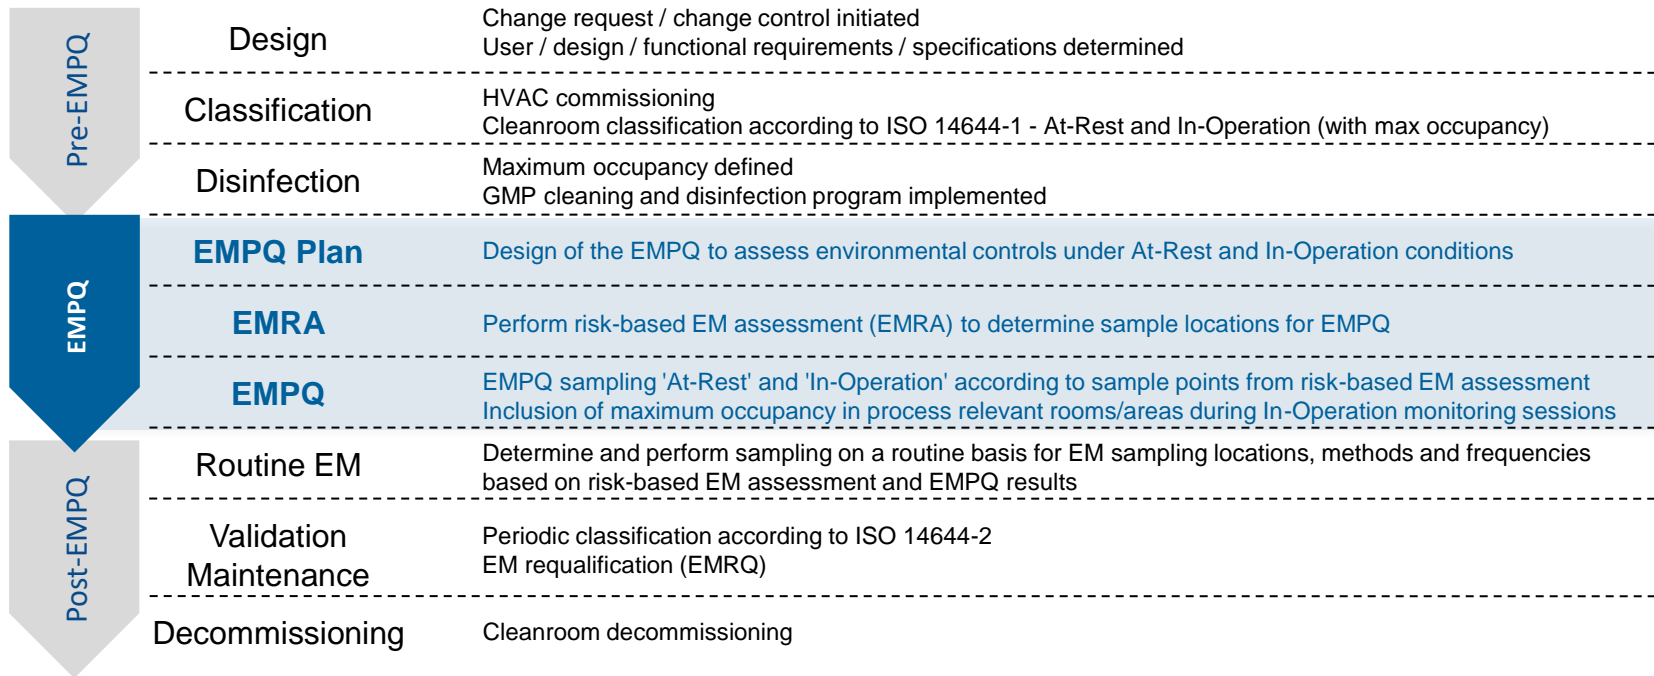 Pre-EMPQ
Design
Change request / change control initiated
User / design / functional requirements / specifications determined
Classification
HVAC commissioning
Cleanroom classification according to ISO 14644-1 - At-Rest and In-Operation (with max occupancy)
Disinfection
Maximum occupancy defined
GMP cleaning and disinfection program implemented
EMPQ
EMPQ Plan
Design of the EMPQ to assess environmental controls under At-Rest and In-Operation conditions
EMRA
Perform risk-based EM assessment (EMRA) to determine sample locations for EMPQ
EMPQ
EMPQ sampling 'At-Rest' and 'In-Operation' according to sample points from risk-based EM assessment
Inclusion of maximum occupancy in process relevant rooms/areas during In-Operation monitoring sessions
Post-EMPQ
Routine EM
Determine and perform sampling on a routine basis for EM sampling locations, methods and frequencies
based on risk-based EM assessment and EMPQ results
Validation
Maintenance
Periodic classification according to ISO 14644-2
EM requalification (EMRQ)
Decommissioning
Cleanroom decommissioning